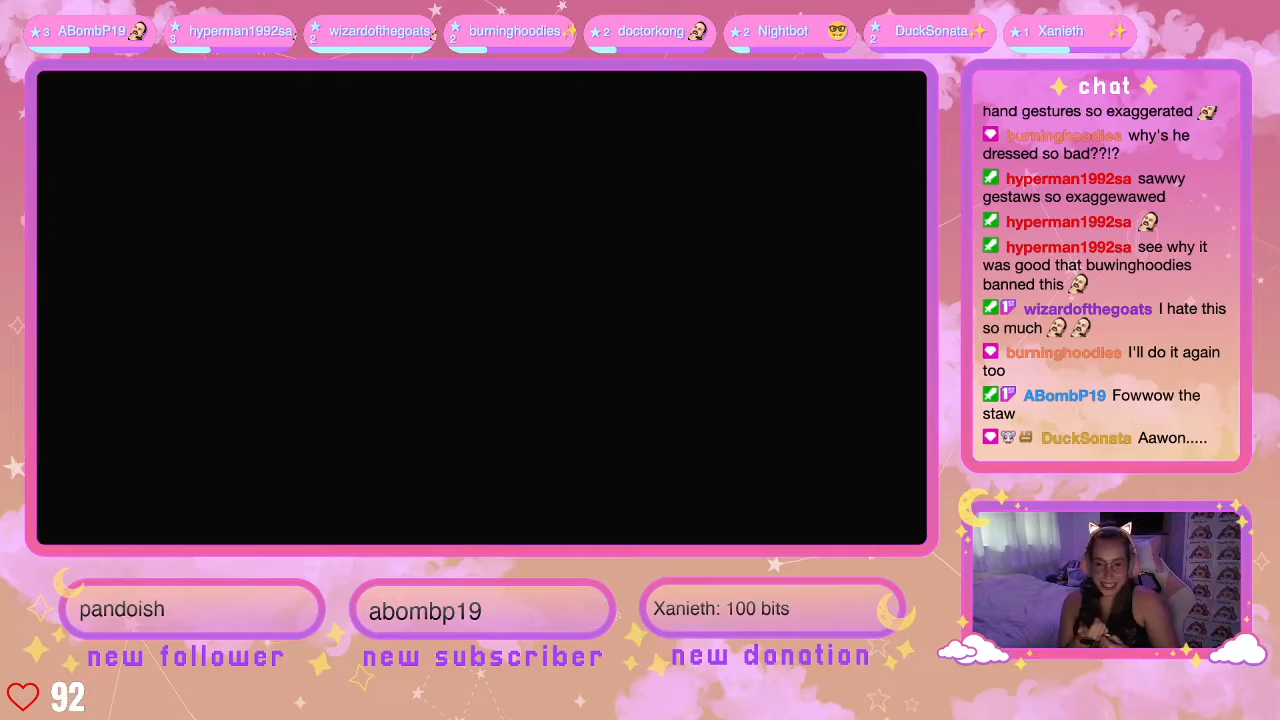 ★ 3 ABombP19
★ 3 hyperman1992sa
★ 2 wizardofthegoats
★ 2 burninghoodies
★ 2 doctorkong
★ 2 Nightbot
★ 2 DuckSonata
★ 1 Xanieth
chat
hand gestures so exaggerated
burninghoodies why's he
dressed so bad??!?
hyperman1992sa sawwy
gestaws so exaggewawed
hyperman1992sa
hyperman1992sa see why it
was good that buwinghoodies
banned this
wizardofthegoats I hate this
so much
burninghoodies I'll do it again
too
ABombP19 Fowwow the
staw
DuckSonata Aawon.....
pandoish
new follower
abombp19
new subscriber
Xanieth: 100 bits
new donation
92